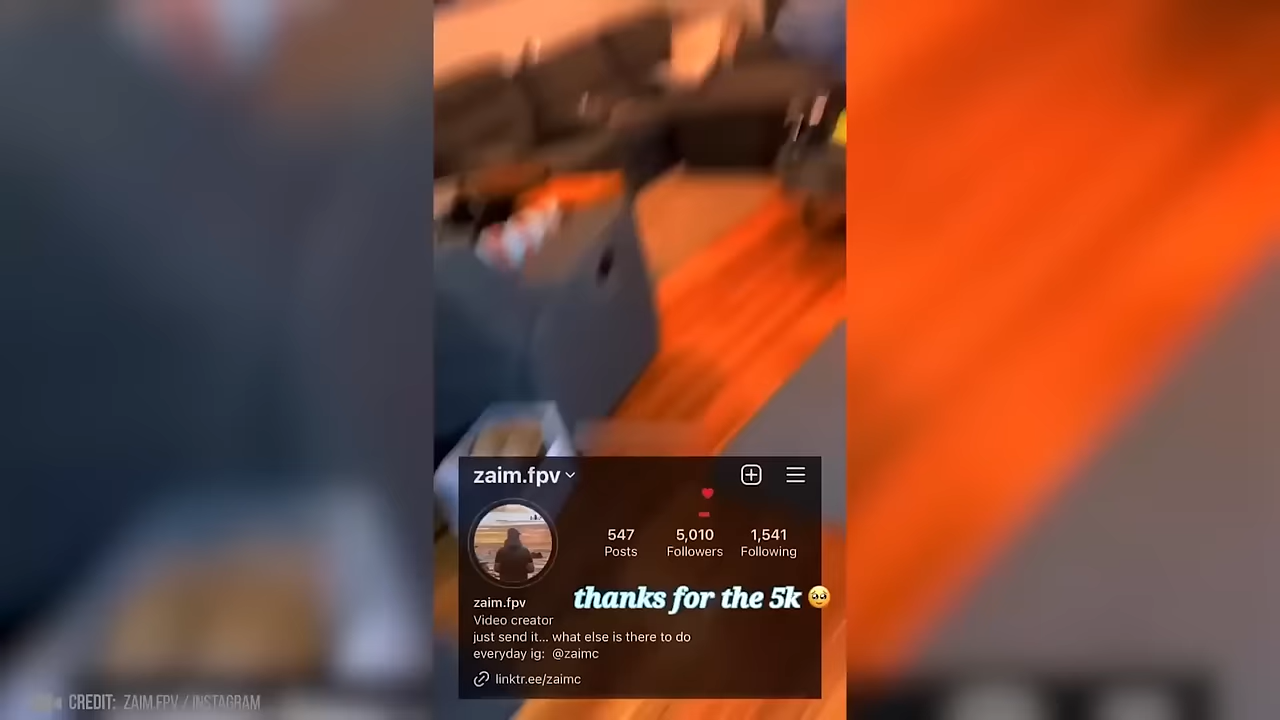 zaim.fpv
547
5,010
1,541
Posts
Followers
Following
thanks for the 5k 🥹
zaim.fpv
Video creator
just send it... what else is there to do
everyday ig: @zaimc
linktr.ee/zaimc
CREDIT: ZAIM.FPV / INSTAGRAM